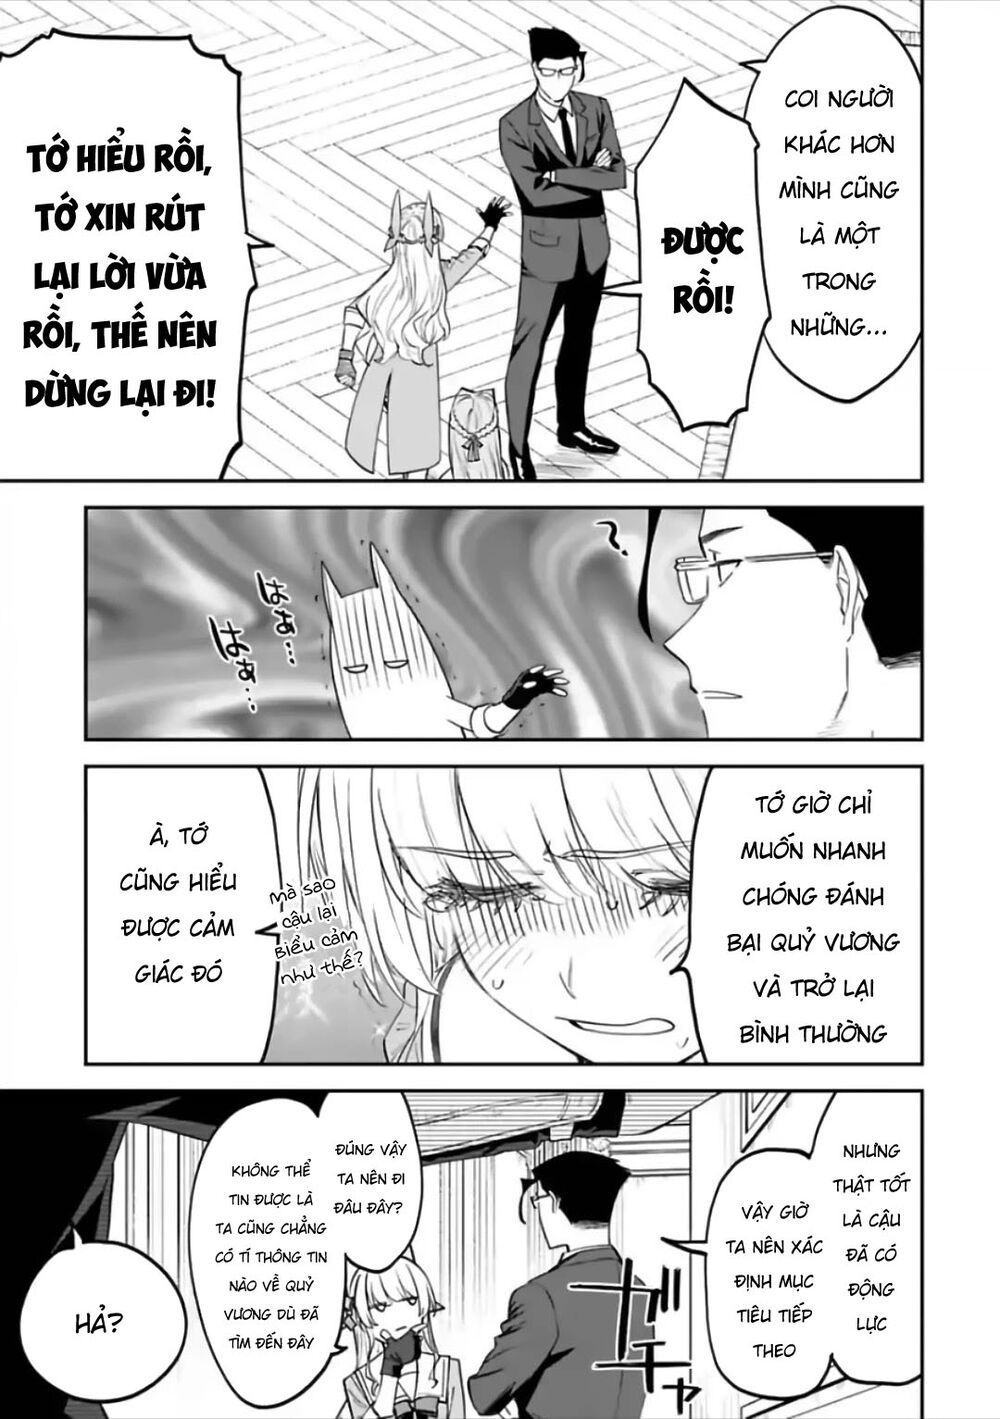 COI NGƯỜI
KHÁC HƠN
MÌNH CŨNG
LÀ MỘT
TRONG
NHỮNG...
ĐƯỢC
RỒI!
TỚ HIỂU RỒI,
TỚ XIN RÚT
LẠI LỜI VỪA
RỒI, THẾ NÊN
DỪNG LẠI ĐI!
?
はぁ…
はぁ…
TỚ GIỜ CHỈ
MUỐN NHANH
CHÓNG ĐÁNH
BẠI QUỶ VƯƠNG
VÀ TRỞ LẠI
BÌNH THƯỜNG
À, TỚ
CŨNG HIỂU
ĐƯỢC CẢM
GIÁC ĐÓ
mà sao
cậu lại
Biểu cảm
như thế?
NHƯNG
THẬT TỐT
LÀ CẬU
ĐÃ CÓ
ĐỘNG
LỰC
VẬY GIỜ
TA NÊN XÁC
ĐỊNH MỤC
TIÊU TIẾP
THEO
ĐÚNG VẬY
TA NÊN ĐI
ĐÂU ĐÂY?
KHÔNG THỂ
TIN ĐƯỢC LÀ
TA CŨNG CHẲNG
CÓ TÍ THÔNG TIN
NÀO VỀ QUỶ
VƯƠNG DÙ ĐÃ
TÌM ĐẾN ĐÂY
HẢ?